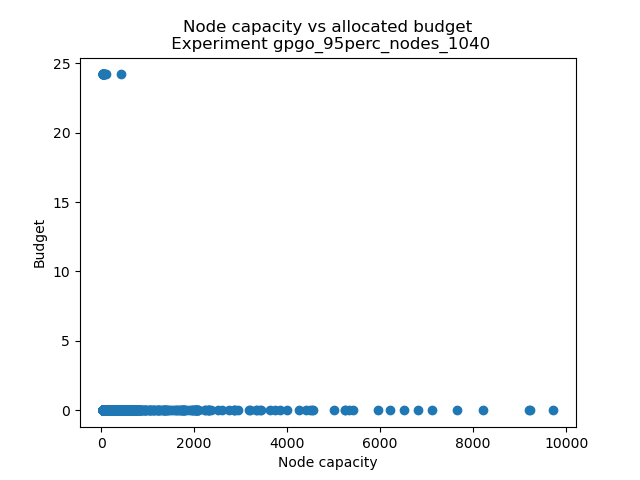 Node capacity vs allocated budget
Experiment gpgo_95perc_nodes_1040
25
20
15
10
5
0
Budget
0 2000 4000 6000 8000 10000
Node capacity